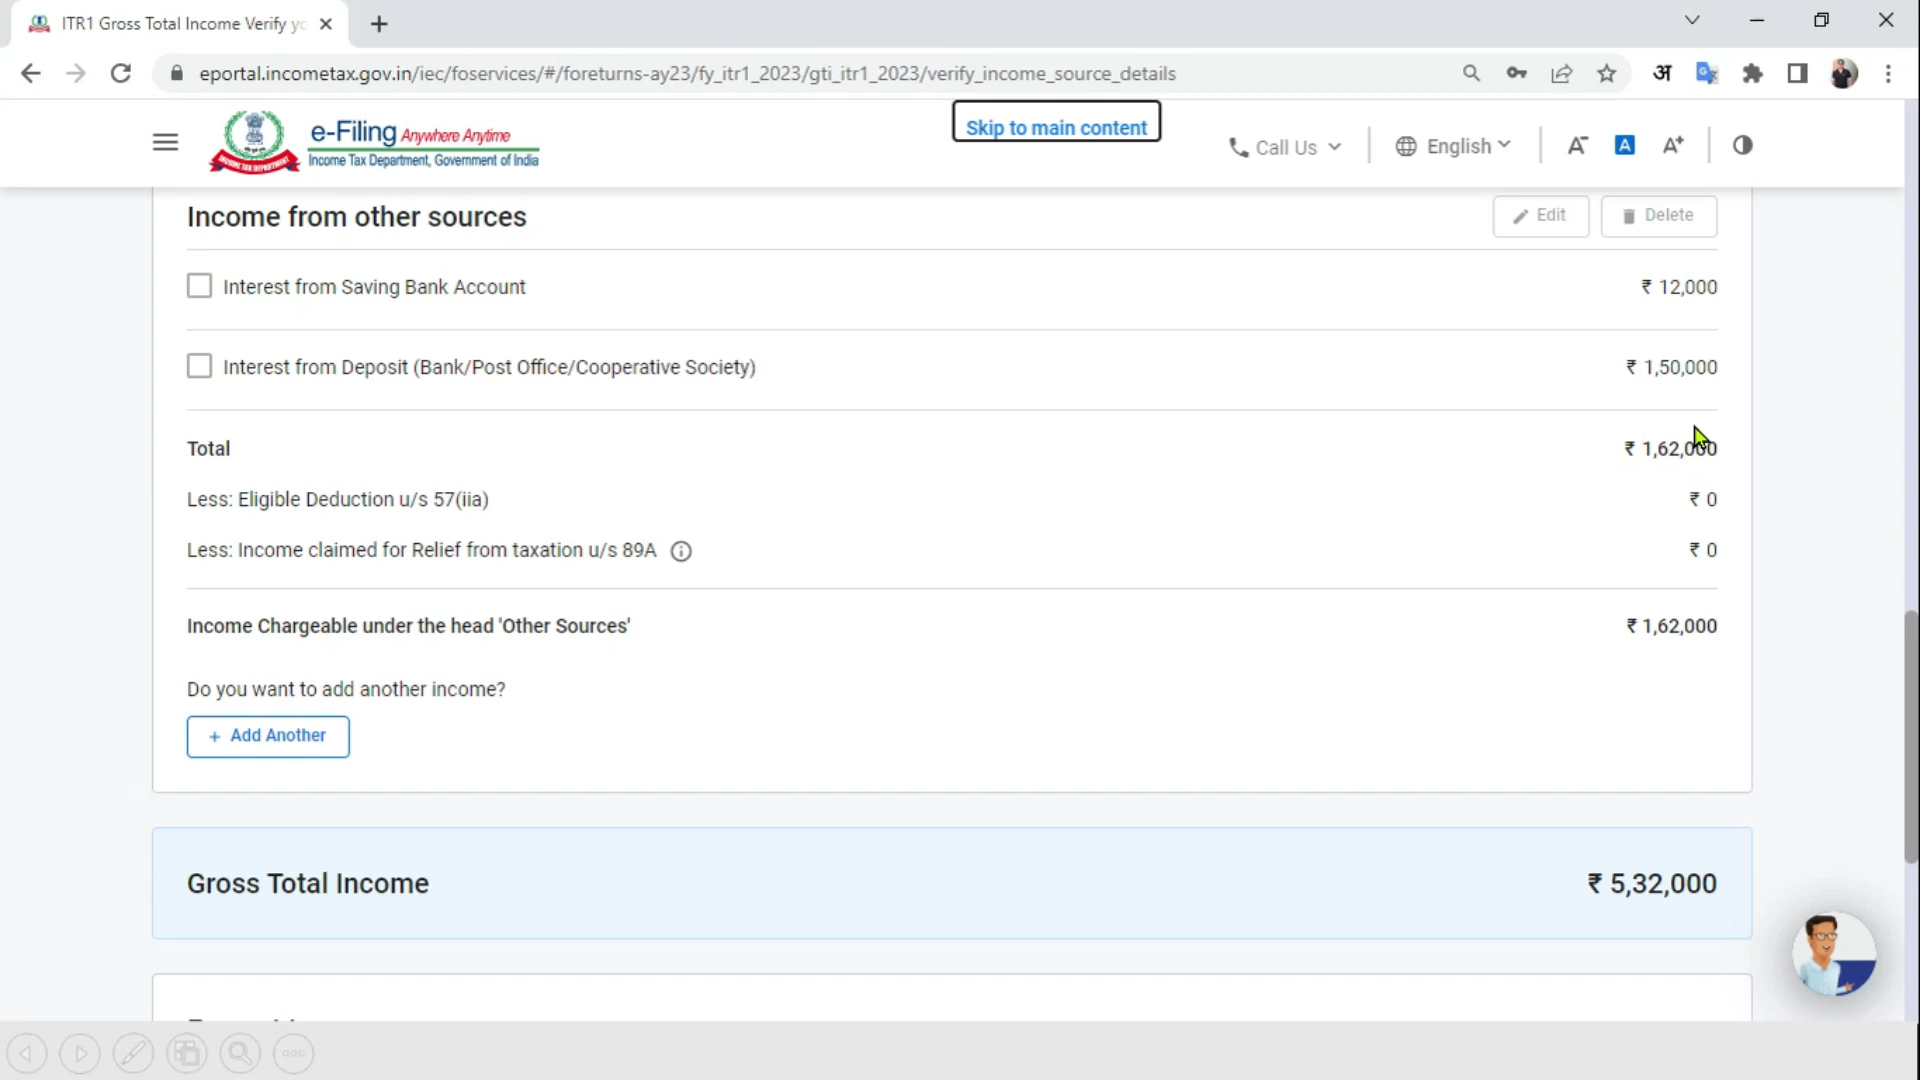 ITR1 Gross Total Income Verify yo
eportal.incometax.gov.in/iec/foservices/#/foreturns-ay23/fy_itr1_2023/gti_itr1_2023/verify_income_source_details
अ
e-Filing Anywhere Anytime
Income Tax Department, Government of India
INCOME TAX DEPARTMENT
Skip to main content
Call Us
English
A-
A
A+
Income from other sources
Edit
Delete
Interest from Saving Bank Account ₹ 12,000
Interest from Deposit (Bank/Post Office/Cooperative Society) ₹ 1,50,000
Total ₹ 1,62,000
Less: Eligible Deduction u/s 57(iia) ₹ 0
Less: Income claimed for Relief from taxation u/s 89A ₹ 0
Income Chargeable under the head 'Other Sources' ₹ 1,62,000
Do you want to add another income?
+ Add Another
Gross Total Income ₹ 5,32,000